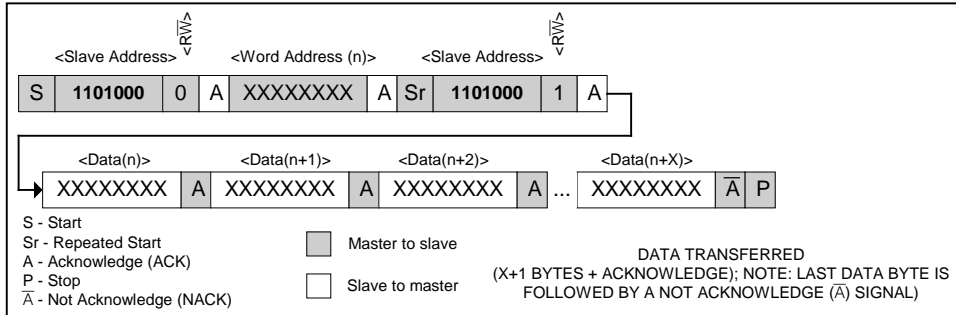 <RW̅> <RW̅>
<Slave Address> <Word Address (n)> <Slave Address>
S 1101000 0 A XXXXXXXX A Sr 1101000 1 A
<Data(n)> <Data(n+1)> <Data(n+2)> <Data(n+X)>
XXXXXXXX A XXXXXXXX A XXXXXXXX A ... XXXXXXXX A̅ P
S - Start
Sr - Repeated Start
A - Acknowledge (ACK)
P - Stop
A̅ - Not Acknowledge (NACK)
Master to slave
Slave to master
DATA TRANSFERRED
(X+1 BYTES + ACKNOWLEDGE); NOTE: LAST DATA BYTE IS
FOLLOWED BY A NOT ACKNOWLEDGE (A̅) SIGNAL)